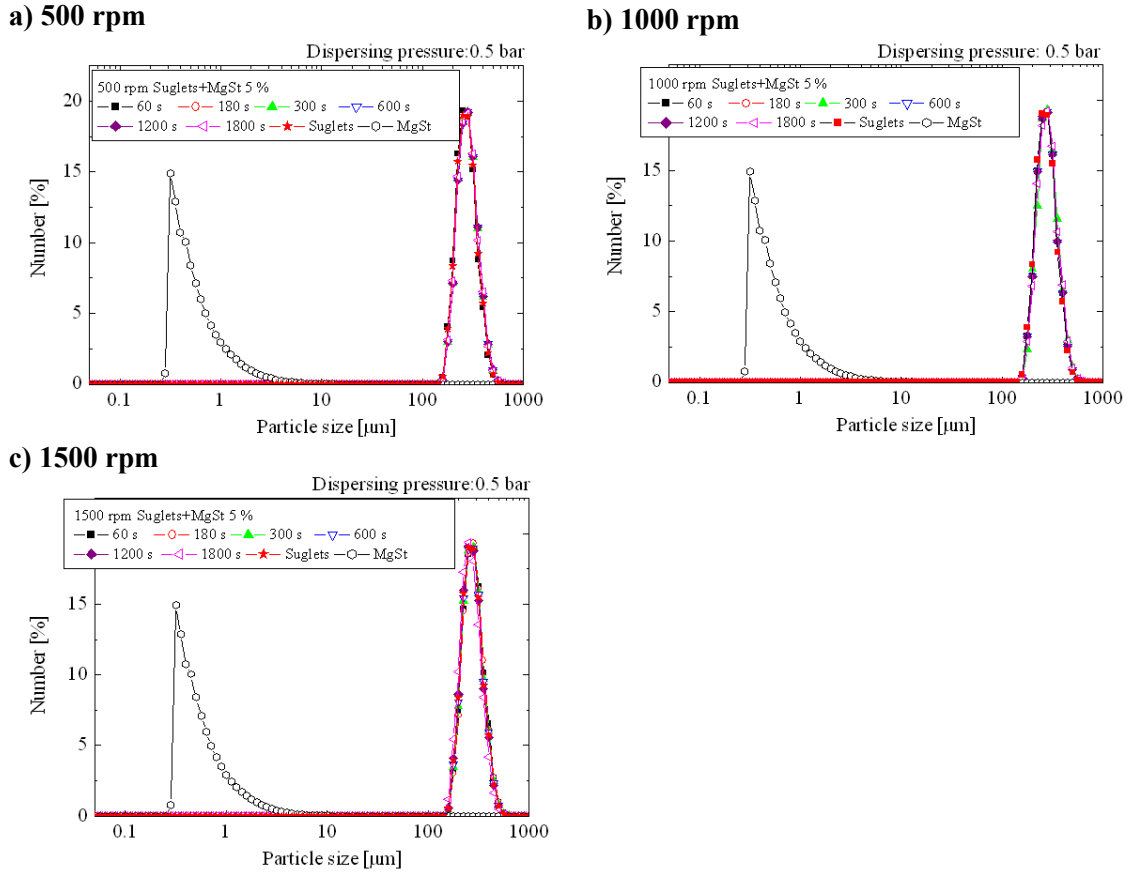 a) 500 rpm
Dispersing pressure:0.5 bar
500 rpm Suglets+MgSt 5 %
60 s 180 s 300 s 600 s
1200 s 1800 s Suglets MgSt
20
15
10
5
0
Number [%]
0.1 1 10 100 1000
Particle size [µm]
b) 1000 rpm
Dispersing pressure: 0.5 bar
1000 rpm Suglets+MgSt 5 %
60 s 180 s 300 s 600 s
1200 s 1800 s Suglets MgSt
15
10
5
0
Number [%]
0.1 1 10 100 1000
Particle size [µm]
c) 1500 rpm
Dispersing pressure:0.5 bar
1500 rpm Suglets+MgSt 5 %
60 s 180 s 300 s 600 s
1200 s 1800 s Suglets MgSt
15
10
5
0
Number [%]
0.1 1 10 100 1000
Particle size [µm]